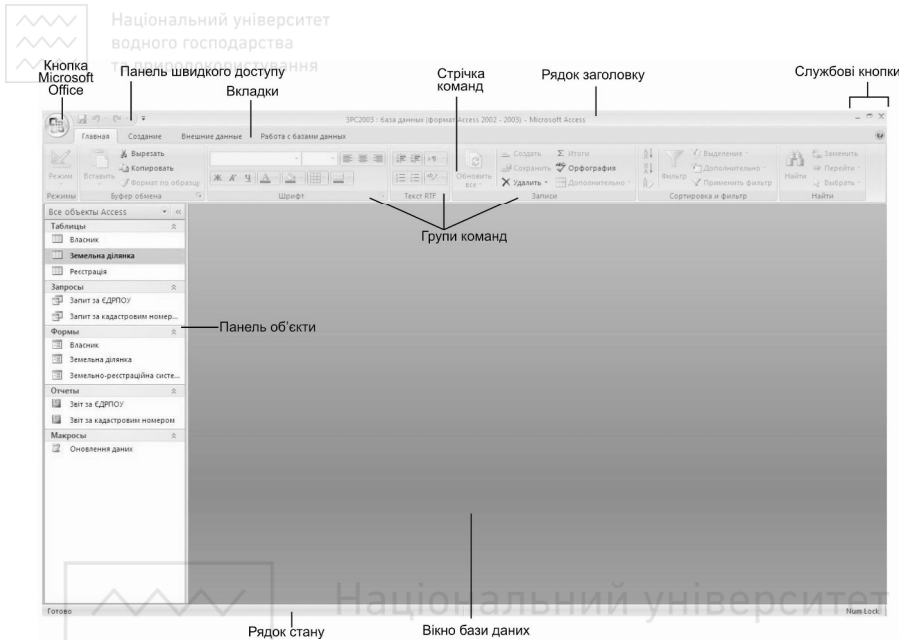 Національний університет
водного господарства
та природокористування
Кнопка
Microsoft
Office
Панель швидкого доступу
Вкладки
Стрічка
команд
Рядок заголовку
Службові кнопки
ЗРС2003 : база данных (формат Access 2002 - 2003) - Microsoft Access
Главная Создание Внешние данные Работа с базами данных
Режим
Вставить
Вырезать
Копировать
Формат по образцу
Ж К Ч А
Обновить
все
Создать
Сохранить
Удалить
Итоги
Орфография
Дополнительно
Фильтр
Выделение
Дополнительно
Применить фильтр
Найти
Заменить
Перейти
Выбрать
Режимы Буфер обмена Шрифт Текст RTF Записи Сортировка и фильтр Найти
Групи команд
Все объекты Access
Таблицы
Власник
Земельна ділянка
Реєстрація
Запросы
Запит за ЄДРПОУ
Запит за кадастровим номер...
Формы
Власник
Земельна ділянка
Земельно-реєстраційна систе...
Отчеты
Звіт за ЄДРПОУ
Звіт за кадастровим номером
Макросы
Оновлення даних
Панель об’єкти
Національний університет
Готово
Num Lock
Рядок стану
Вікно бази даних